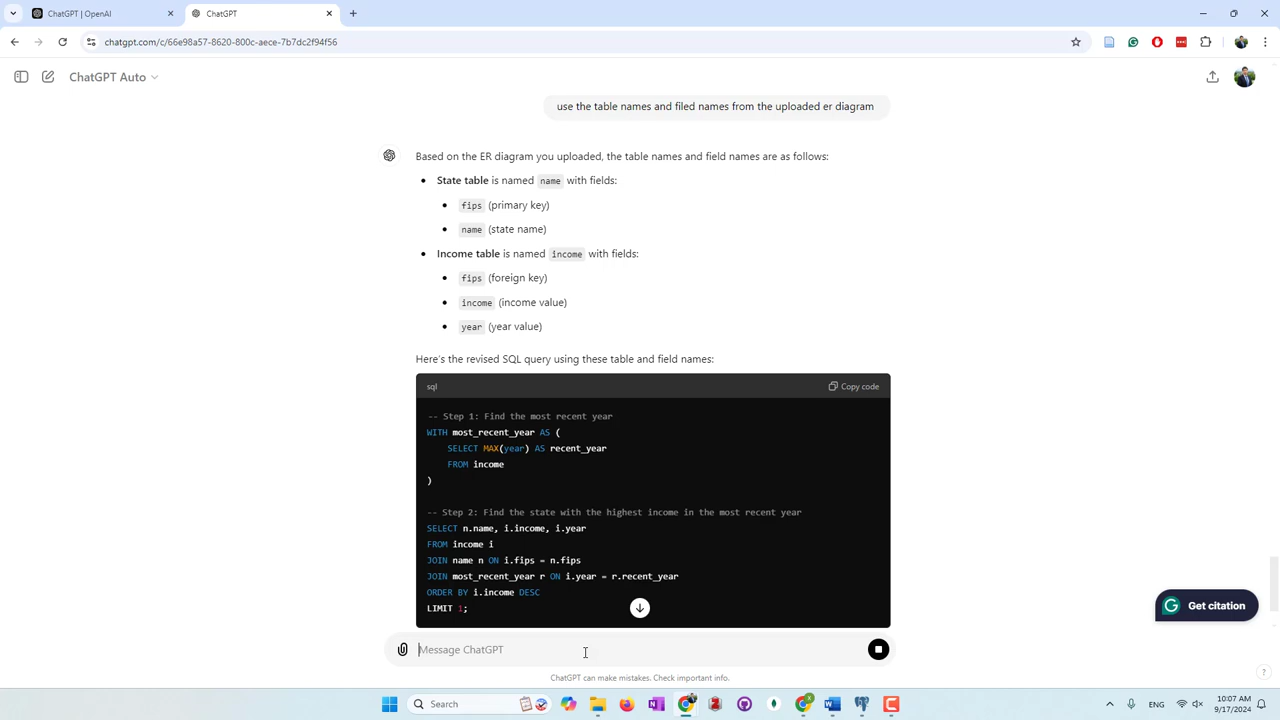 ChatGPT | OpenAI
ChatGPT
chatgpt.com/c/66e98a57-8620-800c-aece-7b7dc2f94f56
ChatGPT Auto
use the table names and filed names from the uploaded er diagram
Based on the ER diagram you uploaded, the table names and field names are as follows:
• State table is named name with fields:
• fips (primary key)
• name (state name)
• Income table is named income with fields:
• fips (foreign key)
• income (income value)
• year (year value)
Here's the revised SQL query using these table and field names:
sql
Copy code
-- Step 1: Find the most recent year
WITH most_recent_year AS (
SELECT MAX(year) AS recent_year
FROM income
)
-- Step 2: Find the state with the highest income in the most recent year
SELECT n.name, i.income, i.year
FROM income i
JOIN name n ON i.fips = n.fips
JOIN most_recent_year r ON i.year = r.recent_year
ORDER BY i.income DESC
LIMIT 1;
Get citation
Message ChatGPT
ChatGPT can make mistakes. Check important info.
?
Search
ENG
10:07 AM
9/17/2024